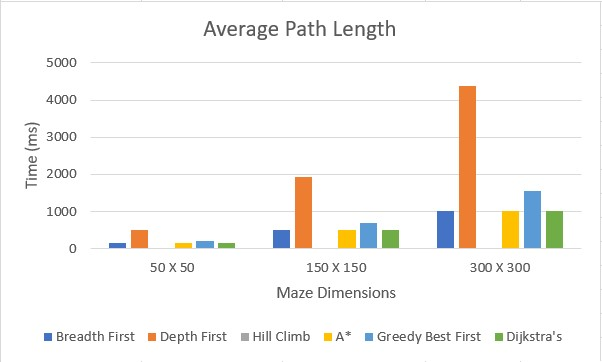 Average Path Length
5000
4000
3000
2000
1000
0
Time (ms)
50 X 50 150 X 150 300 X 300
Maze Dimensions
Breadth First Depth First Hill Climb A* Greedy Best First Dijkstra's